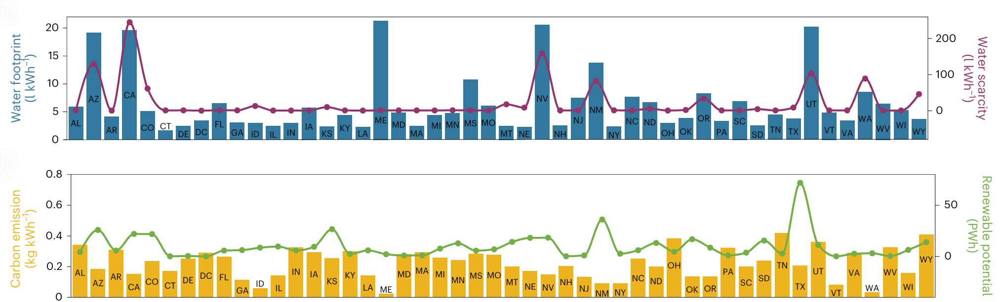 Water footprint
(l kWh⁻¹)
20
15
10
5
0
AL AZ AR CA CO CT DE DC FL GA ID IL IN IA KS KY LA ME MD MA MI MN MS MO MT NE NV NH NJ NM NY NC ND OH OK OR PA SC SD TN TX UT VT VA WA WV WI WY
200
100
0
Water scarcity
(l kWh⁻¹)
Carbon emission
(kg kWh⁻¹)
0.8
0.6
0.4
0.2
0
AL AZ AR CA CO CT DE DC FL GA ID IL IN IA KS KY LA ME MD MA MI MN MS MO MT NE NV NH NJ NM NY NC ND OH OK OR PA SC SD TN TX UT VT VA WA WV WI WY
50
0
Renewable potential
(PWh)